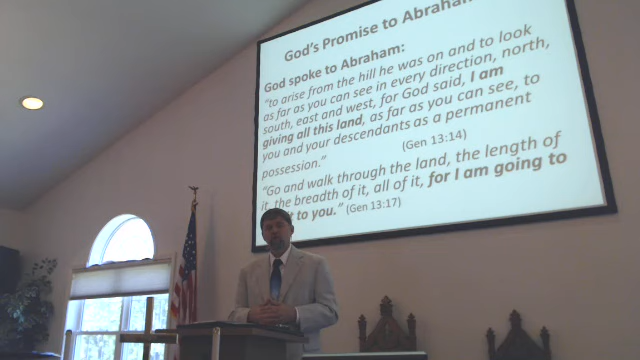 God's Promise to Abraham
God spoke to Abraham:
"to arise from the hill he was on and to look
as far as you can see in every direction, north,
south, east and west, for God said, I am
giving all this land, as far as you can see, to
you and your descendants as a permanent
possession." (Gen 13:14)
"Go and walk through the land, the length of
it, the breadth of it, all of it, for I am going to
it to you." (Gen 13:17)